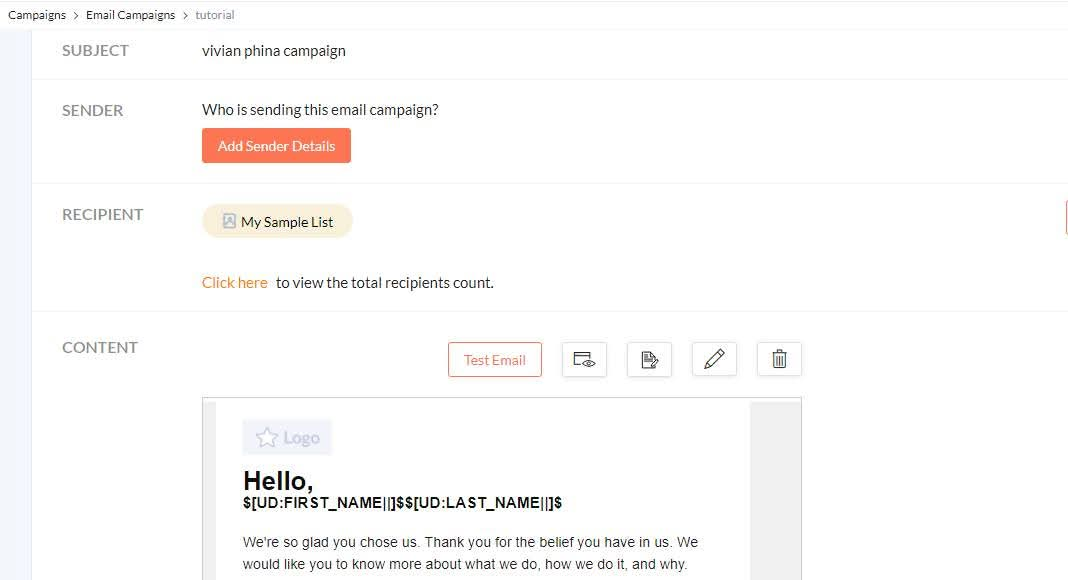 Campaigns > Email Campaigns > tutorial
SUBJECT vivian phina campaign
SENDER Who is sending this email campaign?
Add Sender Details
RECIPIENT My Sample List
Click here to view the total recipients count.
CONTENT Test Email
Logo
Hello,
$[UD:FIRST_NAME||]$$[UD:LAST_NAME||]$
We're so glad you chose us. Thank you for the belief you have in us. We
would like you to know more about what we do, how we do it, and why.